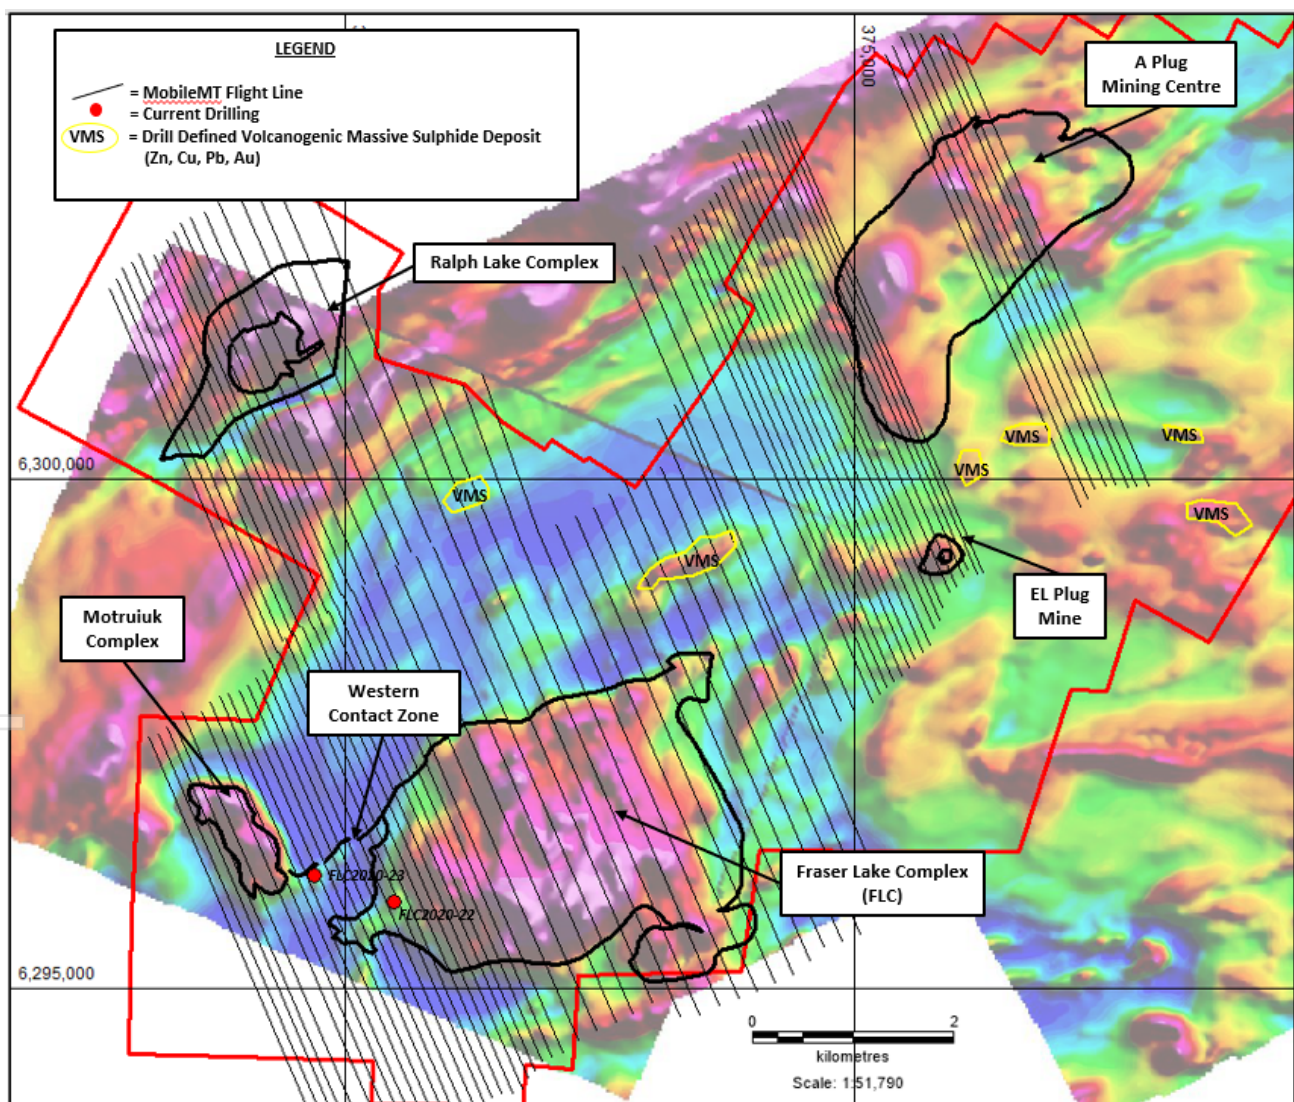 LEGEND
= MobileMT Flight Line
= Current Drilling
VMS = Drill Defined Volcanogenic Massive Sulphide Deposit
(Zn, Cu, Pb, Au)
375,000
A Plug
Mining Centre
Ralph Lake Complex
6,300,000
VMS
VMS
VMS
VMS
VMS
VMS
EL Plug
Mine
Motruiuk
Complex
Western
Contact Zone
Fraser Lake Complex
(FLC)
FLC2020-23
FLC2020-22
6,295,000
0 2
kilometres
Scale: 1:51,790